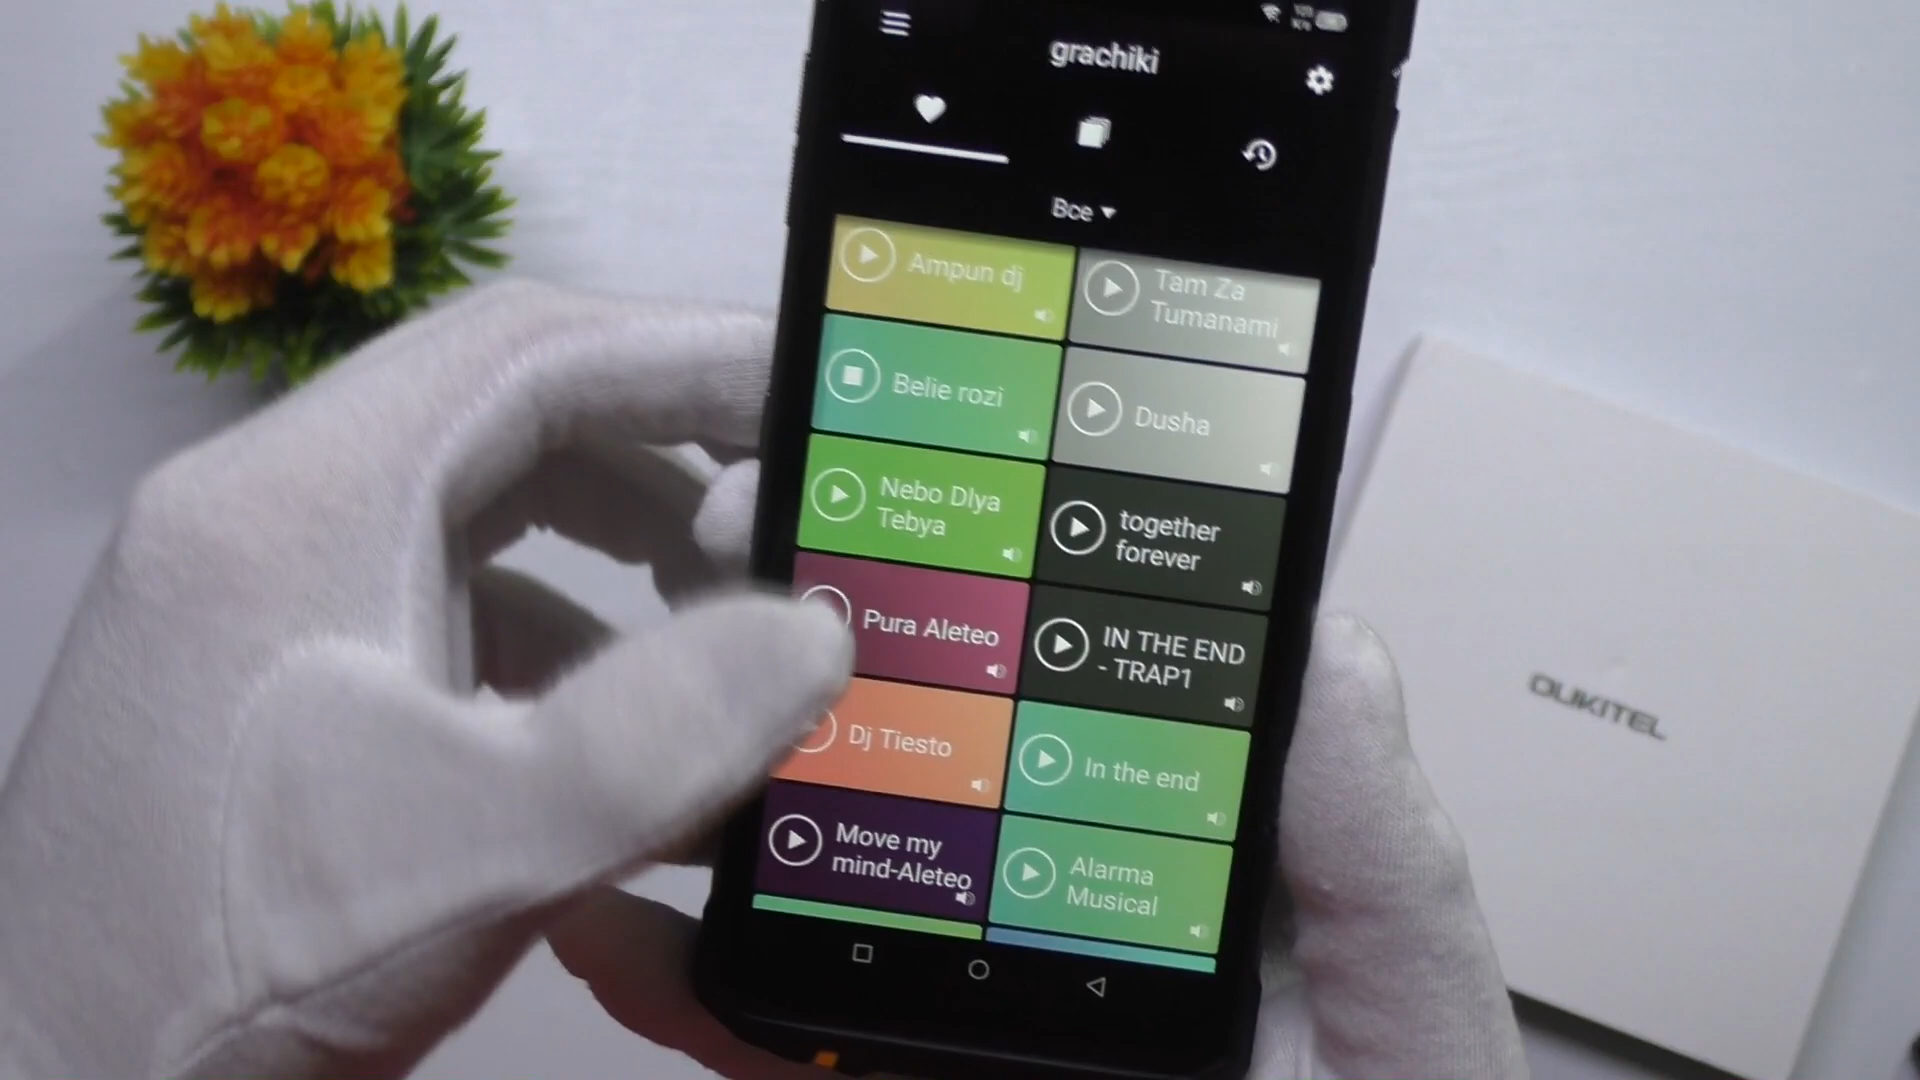 grachiki
Все
Ampun dj
Tam Za
Tumanami
Belie rozi
Dusha
Nebo Dlya
Tebya
together
forever
Pura Aleteo
IN THE END
- TRAP1
Dj Tiesto
In the end
Move my
mind-Aleteo
Alarma
Musical
OUKITEL